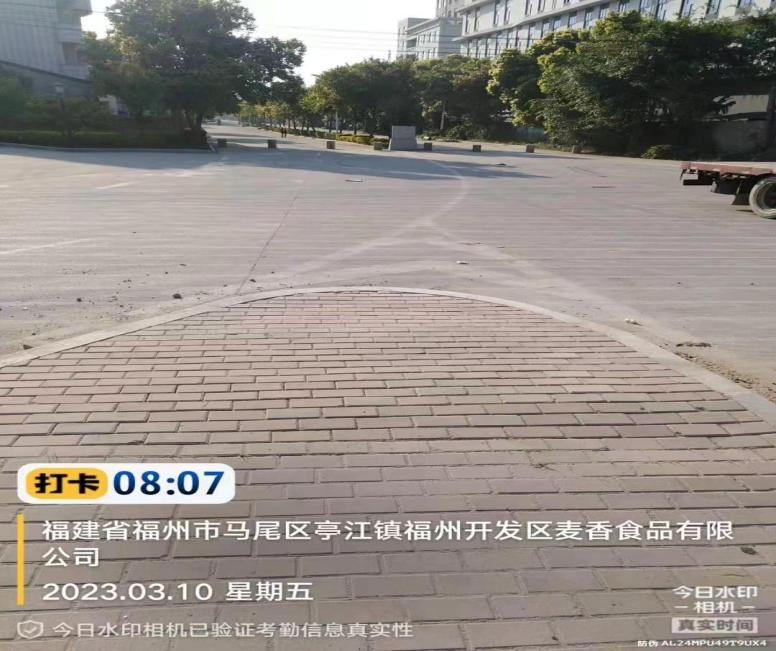 打卡 08:07
福建省福州市马尾区亭江镇福州开发区麦香食品有限
公司
2023.03.10 星期五
今日水印相机已验证考勤信息真实性
今日水印
相机
真实时间
防伪 AL24MPU49T9UX4